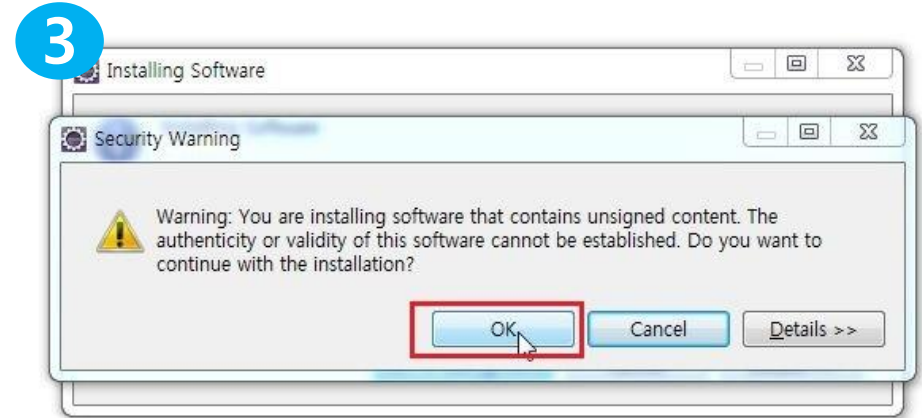 3
Installing Software
Security Warning
Warning: You are installing software that contains unsigned content. The
authenticity or validity of this software cannot be established. Do you want to
continue with the installation?
OK
Cancel
Details >>